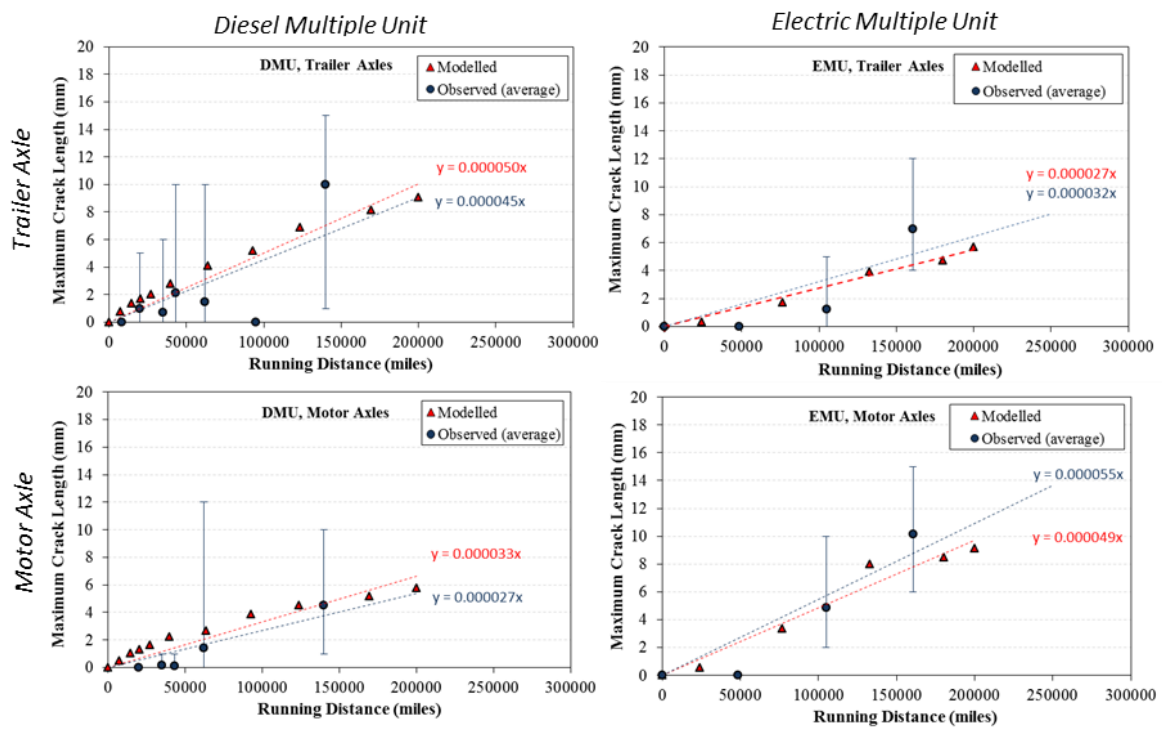 Diesel Multiple Unit
Electric Multiple Unit
Trailer Axle
Motor Axle
DMU, Trailer Axles
Modelled
Observed (average)
Maximum Crack Length (mm)
20
18
16
14
12
10
8
6
4
2
0
y = 0.000050x
y = 0.000045x
0 50000 100000 150000 200000 250000 300000
Running Distance (miles)
EMU, Trailer Axles
Modelled
Observed (average)
Maximum Crack Length (mm)
20
18
16
14
12
10
8
6
4
2
0
y = 0.000027x
y = 0.000032x
0 50000 100000 150000 200000 250000 300000
Running Distance (miles)
DMU, Motor Axles
Modelled
Observed (average)
Maximum Crack Length (mm)
20
18
16
14
12
10
8
6
4
2
0
y = 0.000033x
y = 0.000027x
0 50000 100000 150000 200000 250000 300000
Running Distance (miles)
EMU, Motor Axles
Modelled
Observed (average)
Maximum Crack Length (mm)
20
18
16
14
12
10
8
6
4
2
0
y = 0.000055x
y = 0.000049x
0 50000 100000 150000 200000 250000 300000
Running Distance (miles)